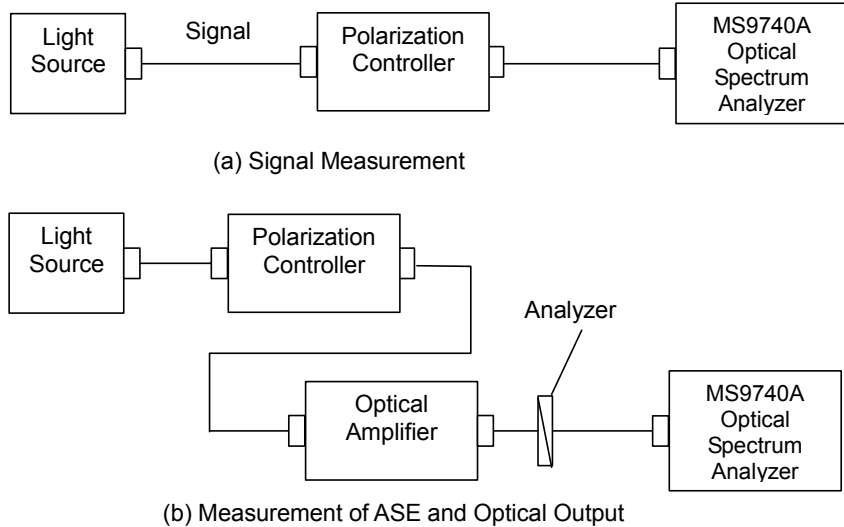 Light
Source
Signal
Polarization
Controller
MS9740A
Optical
Spectrum
Analyzer
(a) Signal Measurement
Light
Source
Polarization
Controller
Analyzer
Optical
Amplifier
MS9740A
Optical
Spectrum
Analyzer
(b) Measurement of ASE and Optical Output